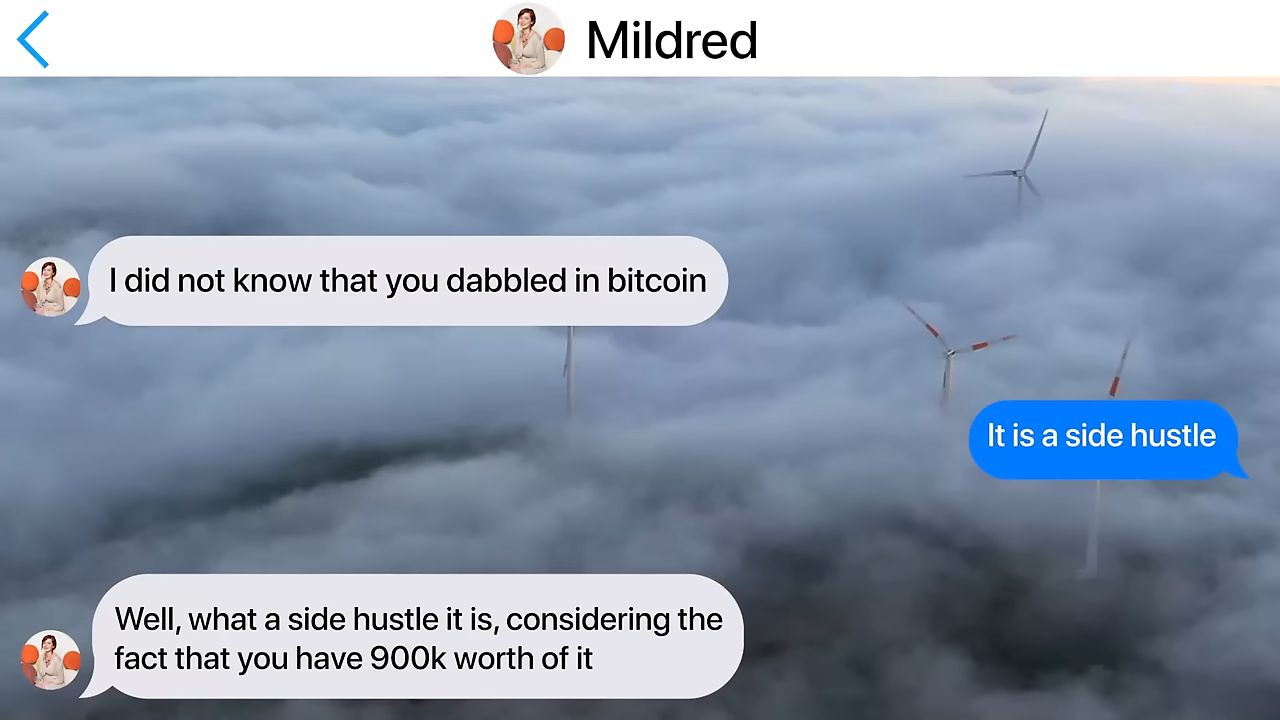 Mildred
I did not know that you dabbled in bitcoin
It is a side hustle
Well, what a side hustle it is, considering the
fact that you have 900k worth of it